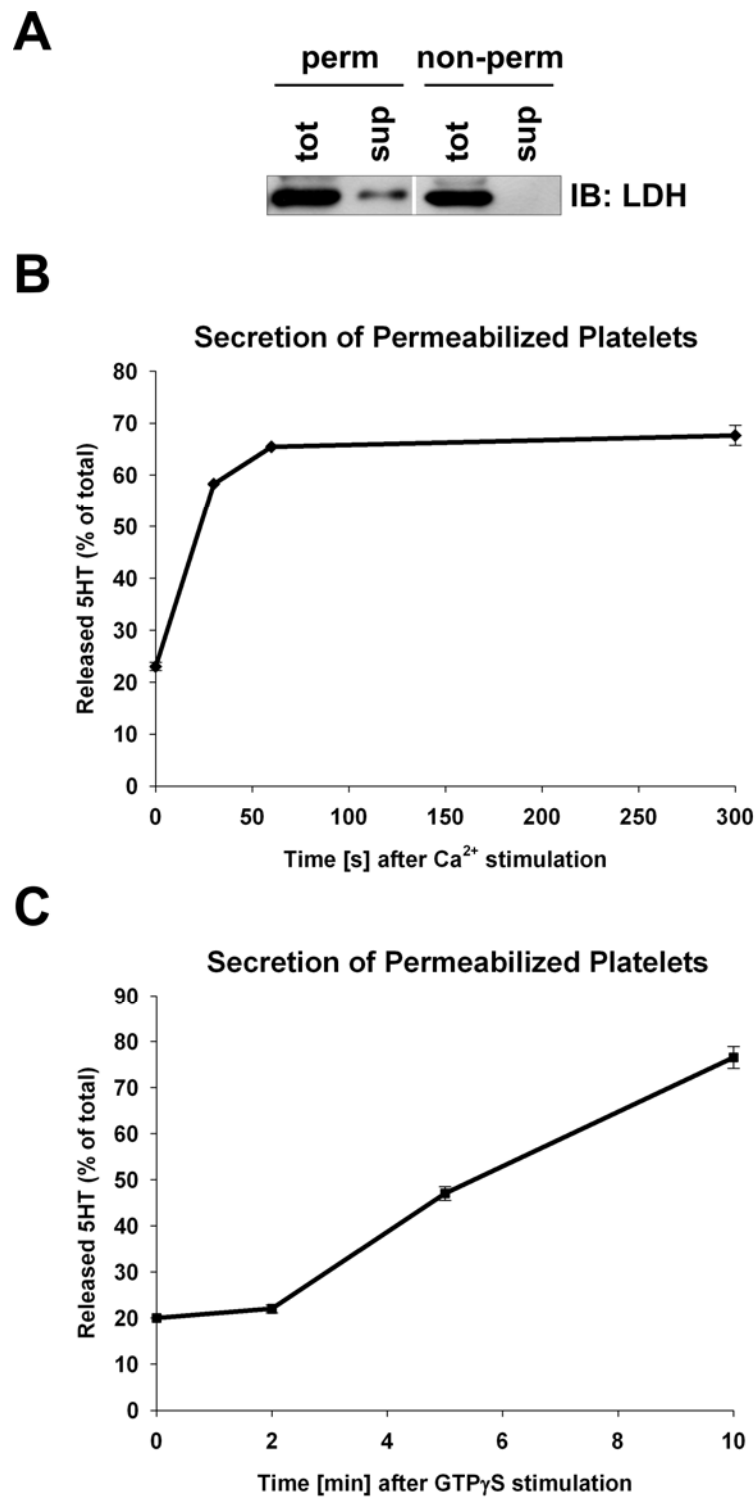 A
perm non-perm
tot sup tot sup
IB: LDH
B
Secretion of Permeabilized Platelets
Released 5HT (% of total)
80
70
60
50
40
30
20
10
0
0 50 100 150 200 250 300
Time [s] after Ca²⁺ stimulation
C
Secretion of Permeabilized Platelets
Released 5HT (% of total)
90
80
70
60
50
40
30
20
10
0
0 2 4 6 8 10
Time [min] after GTPγS stimulation